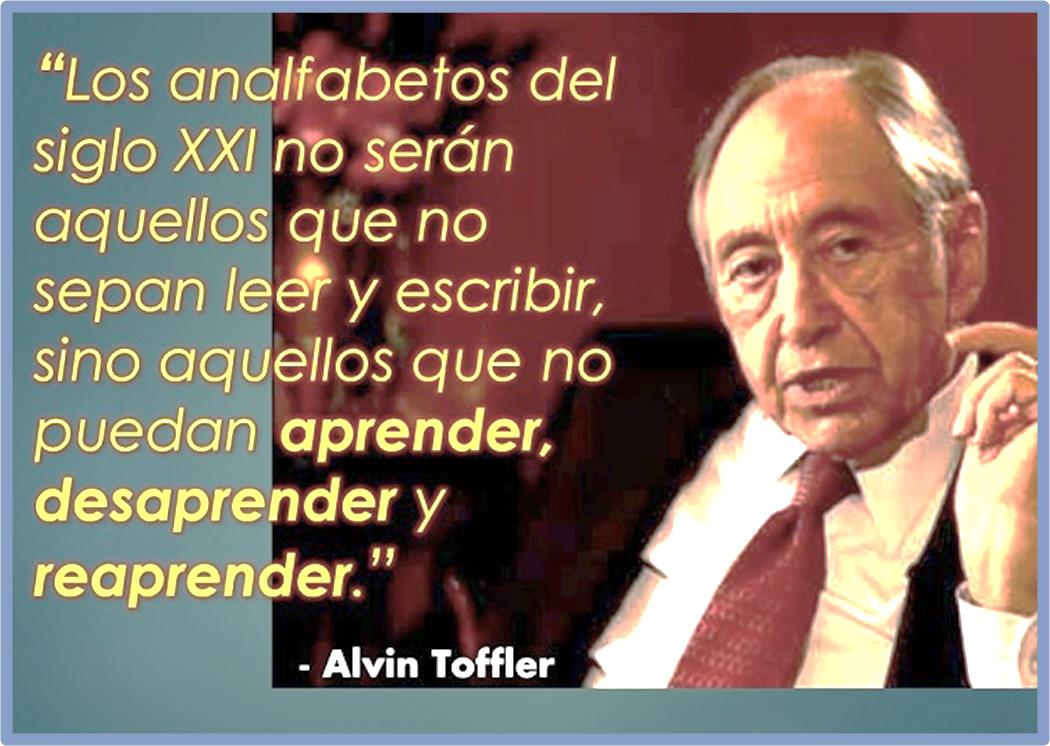 “Los analfabetos del
siglo XXI no serán
aquellos que no
sepan leer y escribir,
sino aquellos que no
puedan aprender,
desaprender y
reaprender.”
- Alvin Toffler